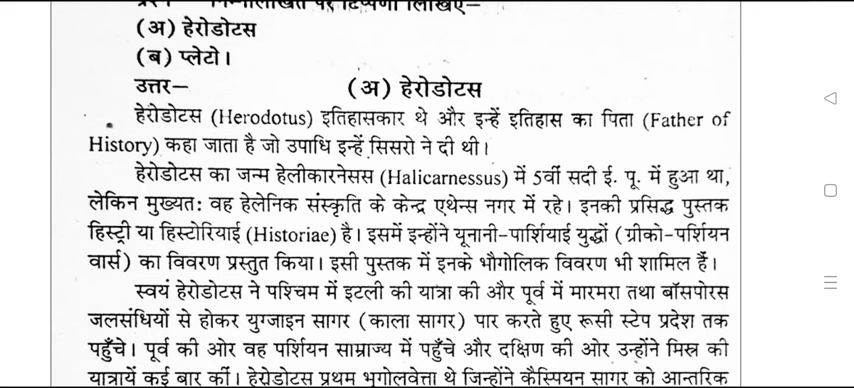 प्रश्न— निम्नलिखित पर टिप्पणी लिखिए—
(अ) हेरोडोटस
(ब) प्लेटो।
उत्तर— (अ) हेरोडोटस
हेरोडोटस (Herodotus) इतिहासकार थे और इन्हें इतिहास का पिता (Father of
History) कहा जाता है जो उपाधि इन्हें सिसरो ने दी थी।
हेरोडोटस का जन्म हेलीकारनेसस (Halicarnessus) में 5वीं सदी ई. पू. में हुआ था,
लेकिन मुख्यत: वह हेलेनिक संस्कृति के केन्द्र एथेन्स नगर में रहे। इनकी प्रसिद्ध पुस्तक
हिस्ट्री या हिस्टोरियाई (Historiae) है। इसमें इन्होंने यूनानी-पार्शियाई युद्धों (ग्रीको-पर्शियन
वार्स) का विवरण प्रस्तुत किया। इसी पुस्तक में इनके भौगोलिक विवरण भी शामिल हैं।
स्वयं हेरोडोटस ने पश्चिम में इटली की यात्रा की और पूर्व में मारमरा तथा बॉसपोरस
जलसंधियों से होकर युग्जाइन सागर (काला सागर) पार करते हुए रूसी स्टेप प्रदेश तक
पहुँचे। पूर्व की ओर वह पर्शियन साम्राज्य में पहुँचे और दक्षिण की ओर उन्होंने मिस्र की
यात्रायें कई बार कीं। हेरोडोटस प्रथम भूगोलवेत्ता थे जिन्होंने कैस्पियन सागर को आन्तरिक